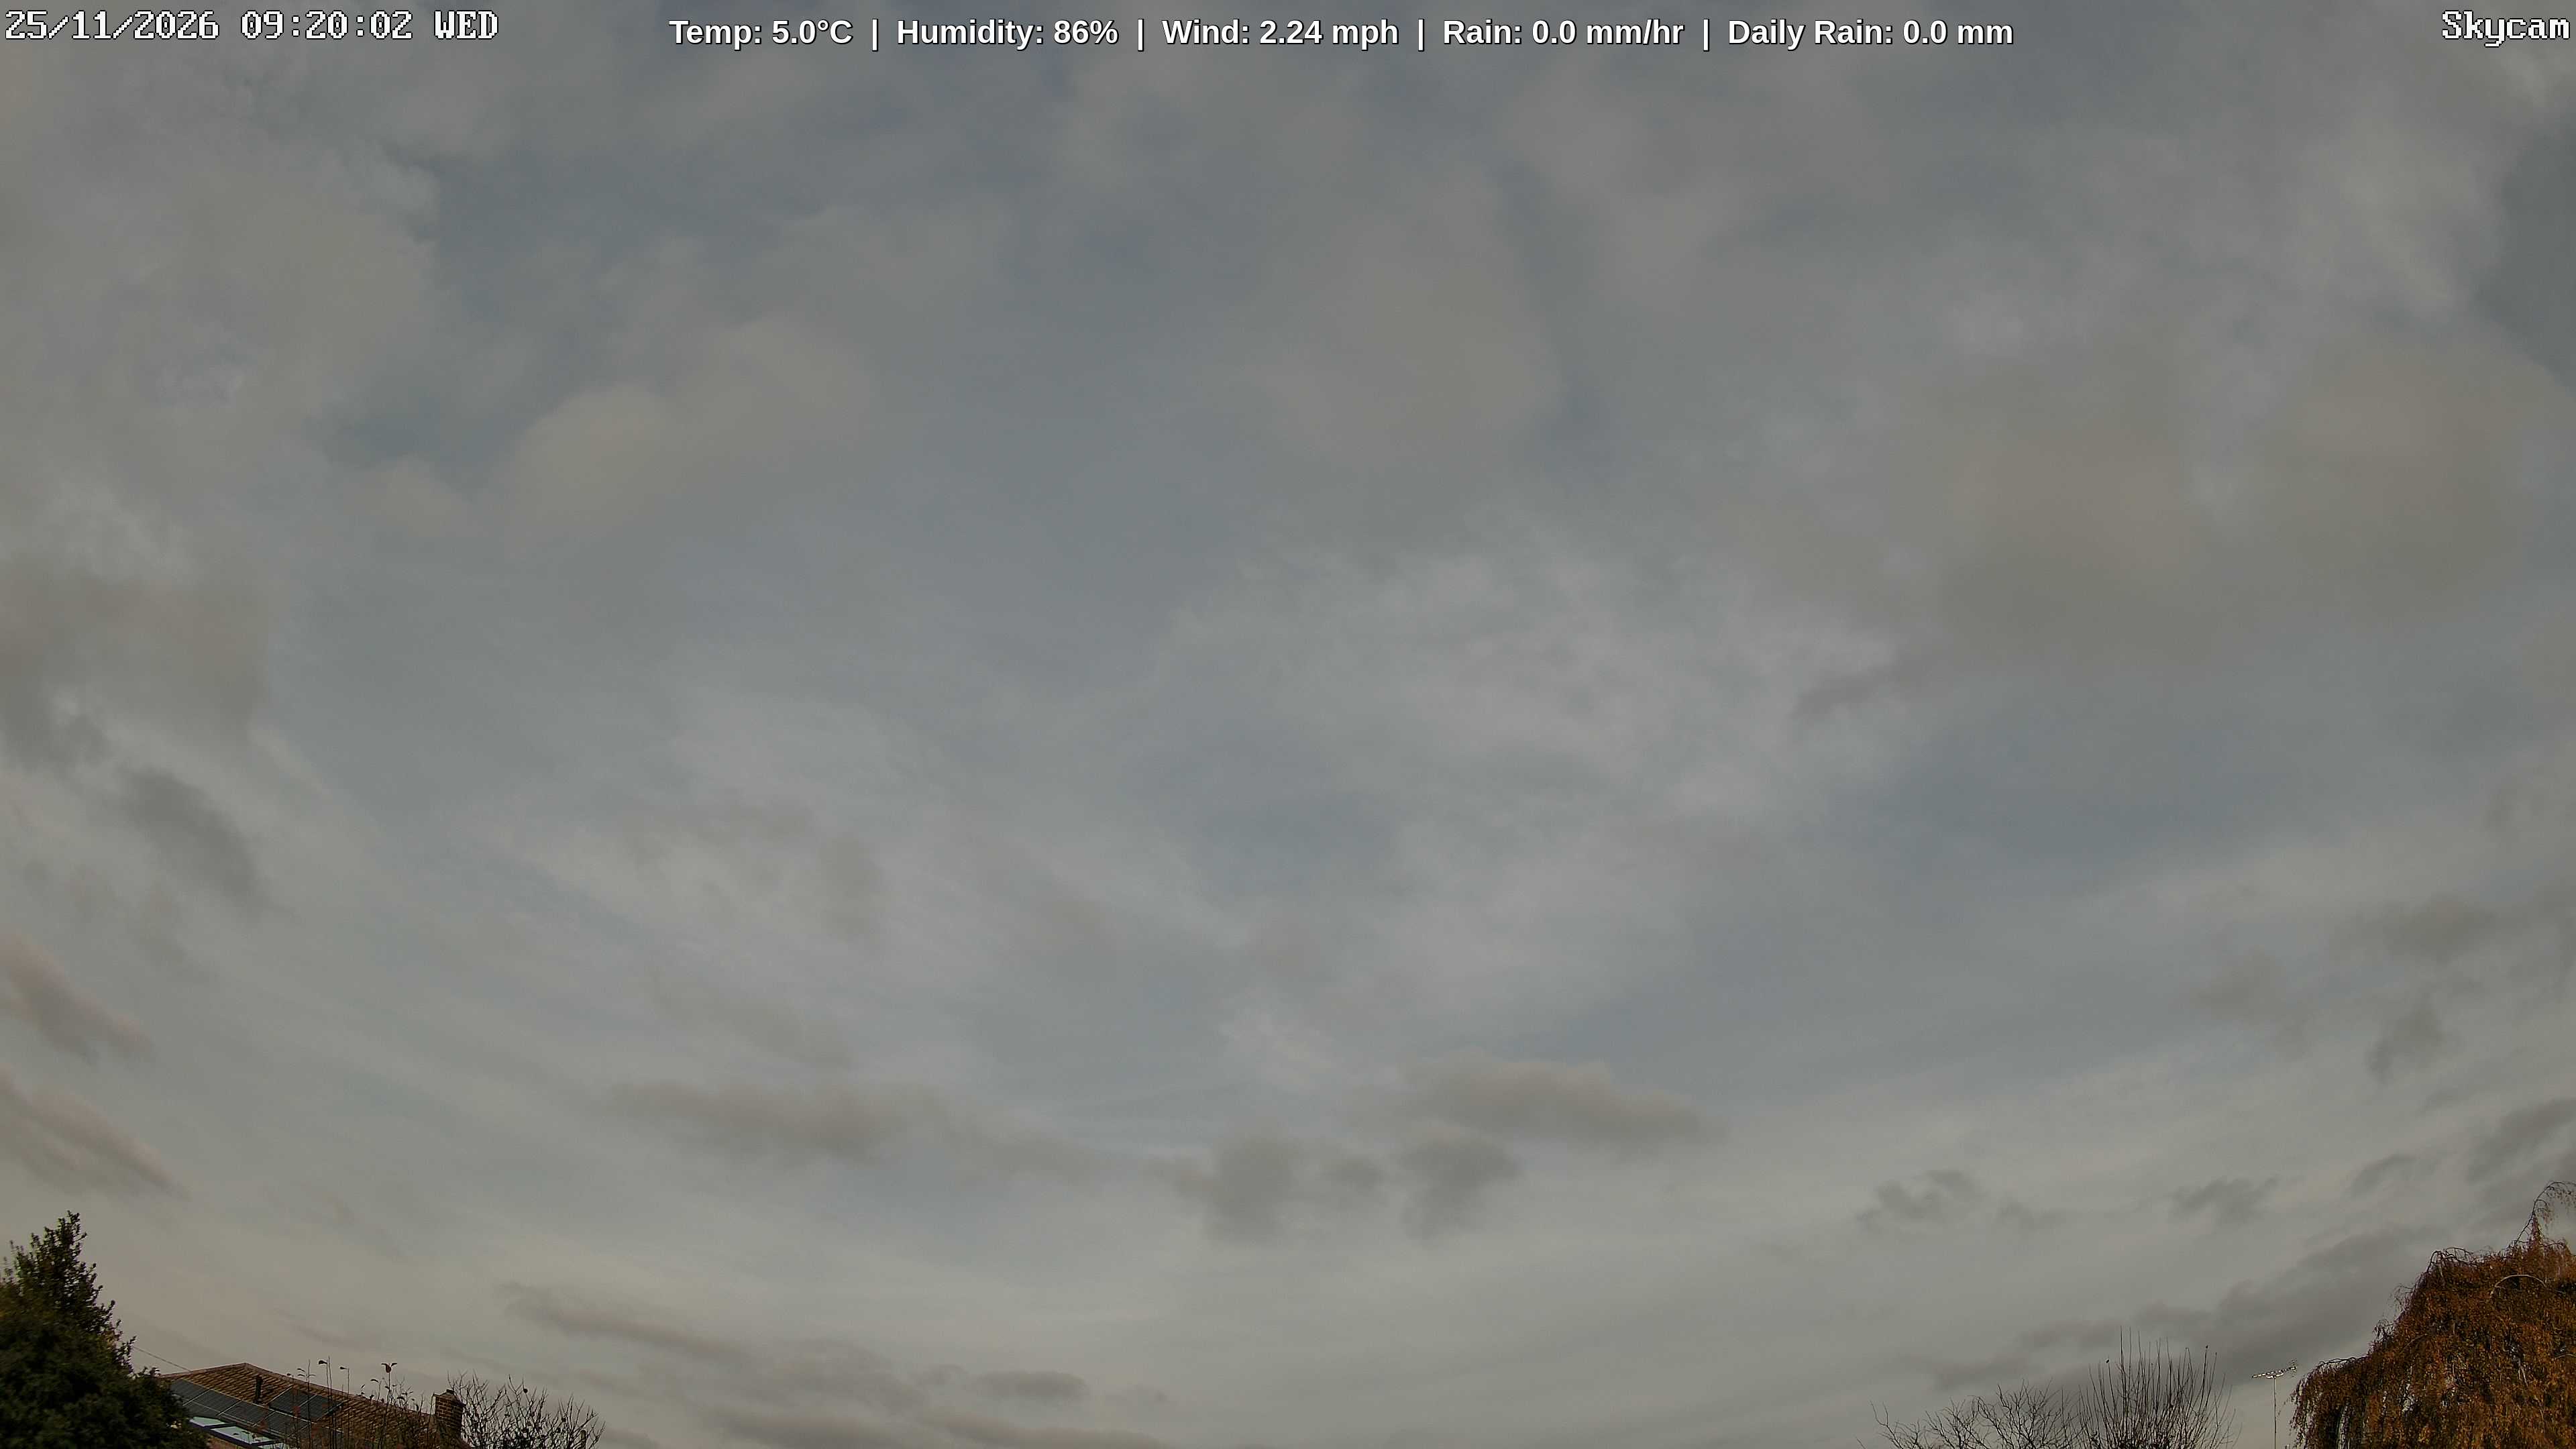 25/11/2026 09:20:02 WED
Temp: 5.0°C | Humidity: 86% | Wind: 2.24 mph | Rain: 0.0 mm/hr | Daily Rain: 0.0 mm
Skycam